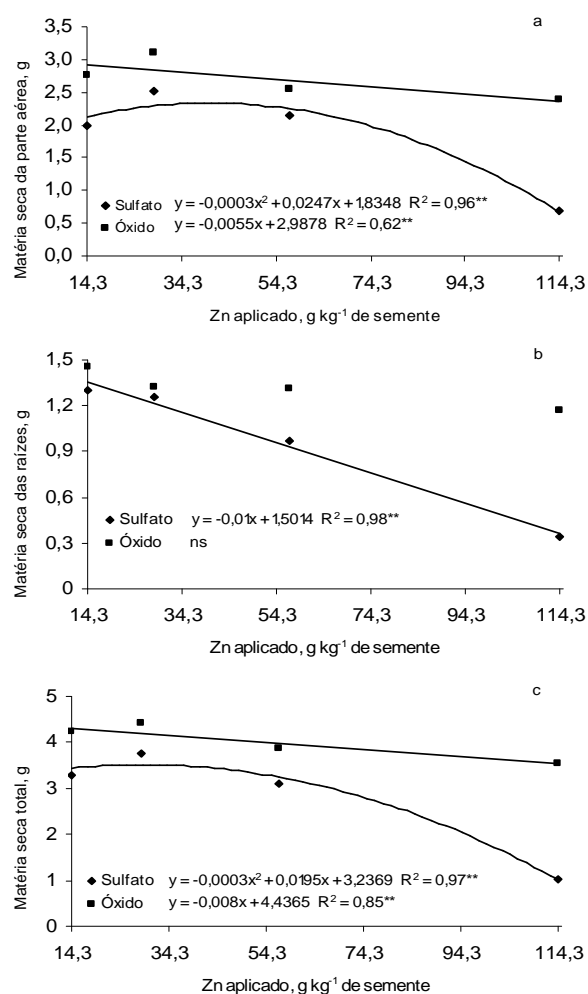 a
Matéria seca da parte aérea, g
3,5
3,0
2,5
2,0
1,5
1,0
0,5
0,0
Sulfato y = -0,0003x² + 0,0247x + 1,8348 R² = 0,96**
Óxido y = -0,0055x + 2,9878 R² = 0,62**
14,3 34,3 54,3 74,3 94,3 114,3
Zn aplicado, g kg⁻¹ de semente
b
Matéria seca das raízes, g
1,5
1,2
0,9
0,6
0,3
0
Sulfato y = -0,01x + 1,5014 R² = 0,98**
Óxido ns
14,3 34,3 54,3 74,3 94,3 114,3
Zn aplicado, g kg⁻¹ de semente
c
Matéria seca total, g
5
4
3
2
1
0
Sulfato y = -0,0003x² + 0,0195x + 3,2369 R² = 0,97**
Óxido y = -0,008x + 4,4365 R² = 0,85**
14,3 34,3 54,3 74,3 94,3 114,3
Zn aplicado, g kg⁻¹ de semente